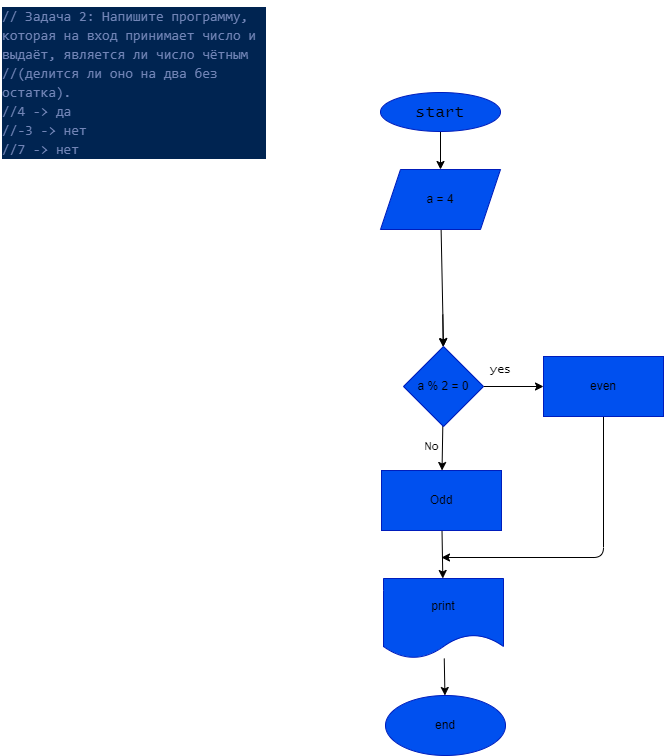 // Задача 2: Напишите программу,
которая на вход принимает число и
выдаёт, является ли число чётным
//(делится ли оно на два без
остатка).
//4 -> да
//-3 -> нет
//7 -> нет
start
a = 4
a % 2 = 0
yes
even
No
Odd
print
end